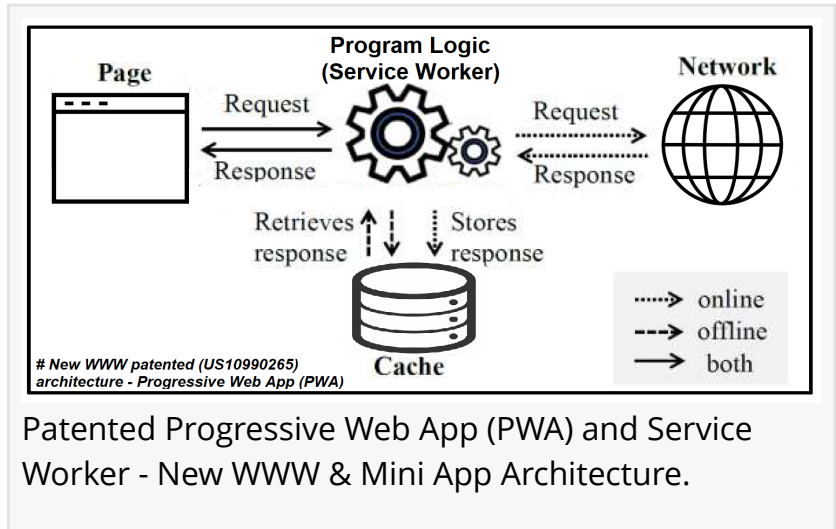 Program Logic
(Service Worker)
Page
Network
Request
Response
Request
Response
Retrieves
response
Stores
response
Cache
online
offline
both
# New WWW patented (US10990265)
architecture - Progressive Web App (PWA)
Patented Progressive Web App (PWA) and Service
Worker - New WWW & Mini App Architecture.